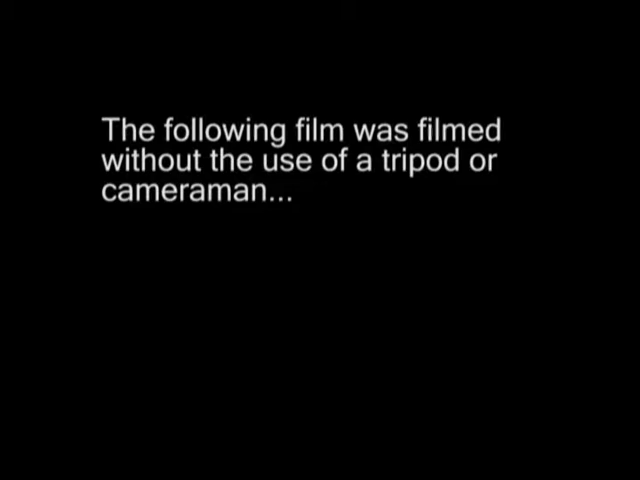 The following film was filmed
without the use of a tripod or
cameraman...